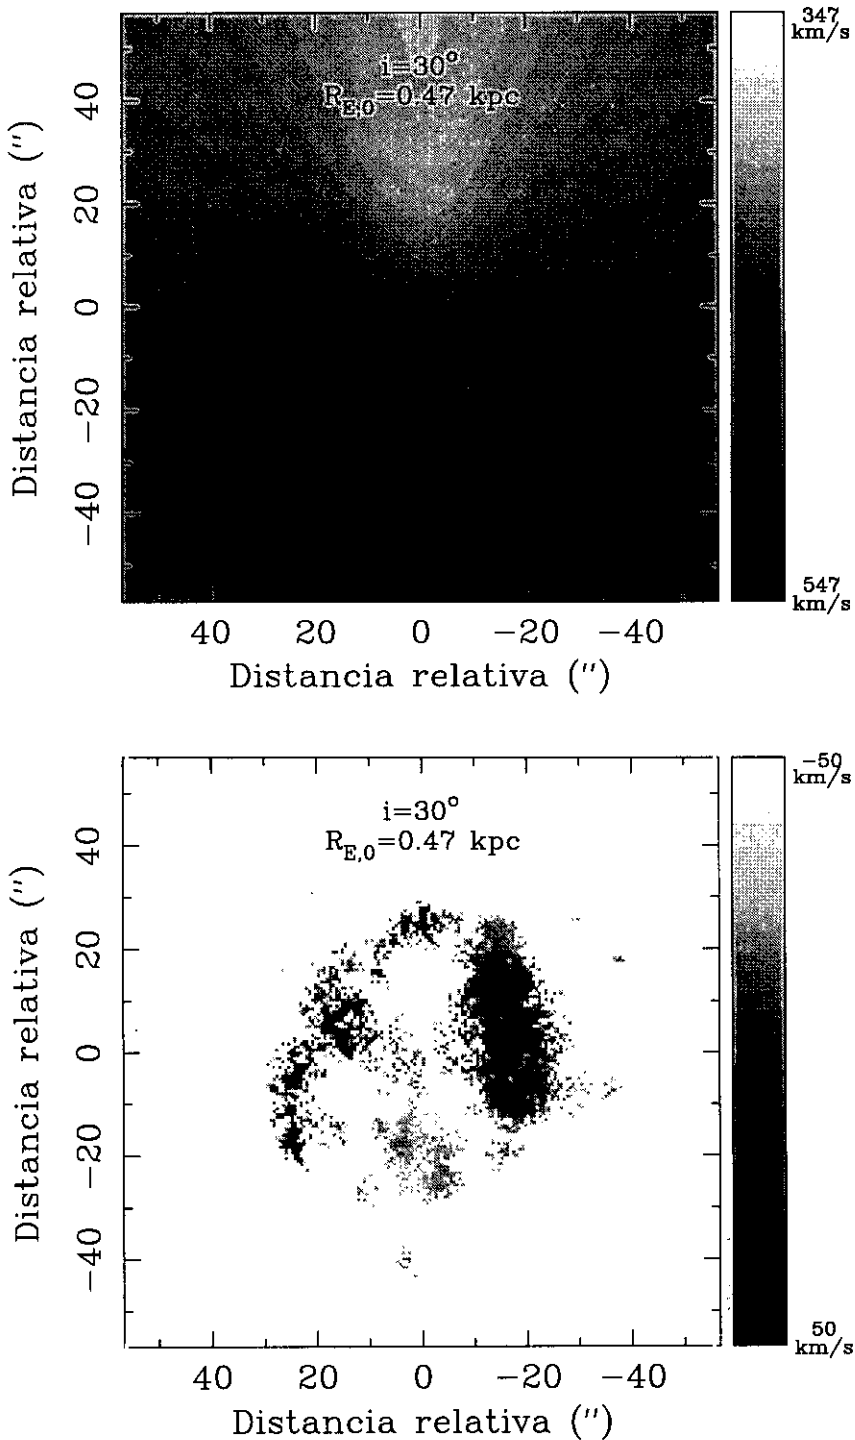 347
km/s
i=30°
R_E,0=0.47 kpc
40
20
0
−20
−40
Distancia relativa (″)
547
km/s
40 20 0 −20 −40
Distancia relativa (″)
−50
km/s
i=30°
R_E,0=0.47 kpc
40
20
0
−20
−40
Distancia relativa (″)
50
km/s
40 20 0 −20 −40
Distancia relativa (″)